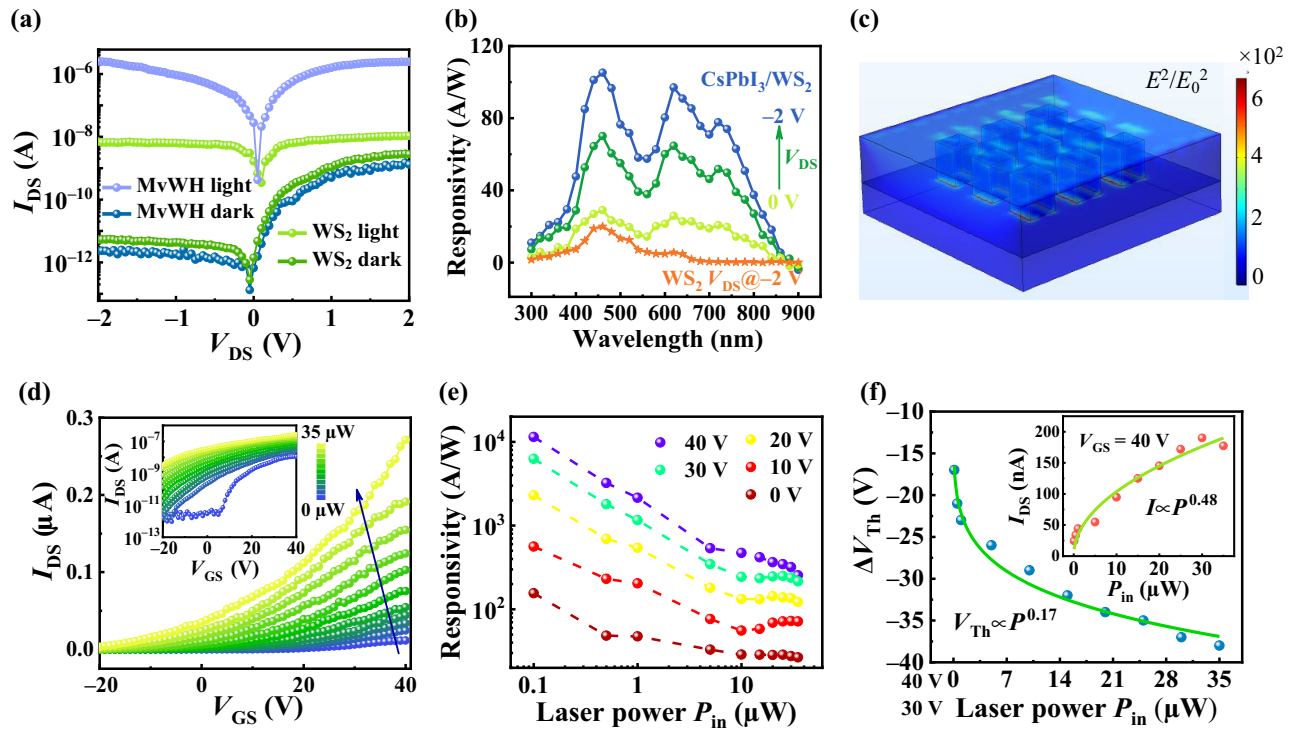 (a)
10⁻⁶
10⁻⁸
10⁻¹⁰
10⁻¹²
I_DS (A)
MvWH light
MvWH dark
WS₂ light
WS₂ dark
−2
−1
0
1
2
V_DS (V)
(b)
120
80
40
0
Responsivity (A/W)
CsPbI₃/WS₂
−2 V
V_DS
0 V
WS₂ V_DS@−2 V
300 400 500 600 700 800 900
Wavelength (nm)
(c)
×10²
E²/E₀²
6
4
2
0
(d)
0.3
0.2
0.1
0.0
I_DS (μA)
10⁻⁷
10⁻⁹
10⁻¹¹
10⁻¹³
I_DS (A)
−20 0 20 40
V_GS (V)
35 μW
0 μW
−20
0
20
40
V_GS (V)
(e)
10⁴
10³
10²
Responsivity (A/W)
40 V
30 V
20 V
10 V
0 V
0.1
1
10
Laser power P_in (μW)
(f)
−10
−15
−20
−25
−30
−35
−40
ΔV_Th (V)
200
150
100
50
0
I_DS (nA)
V_GS = 40 V
I∝P^0.48
0 10 20 30
P_in (μW)
V_Th∝P^0.17
40 V
30 V
0 7 14 21 28 35
Laser power P_in (μW)